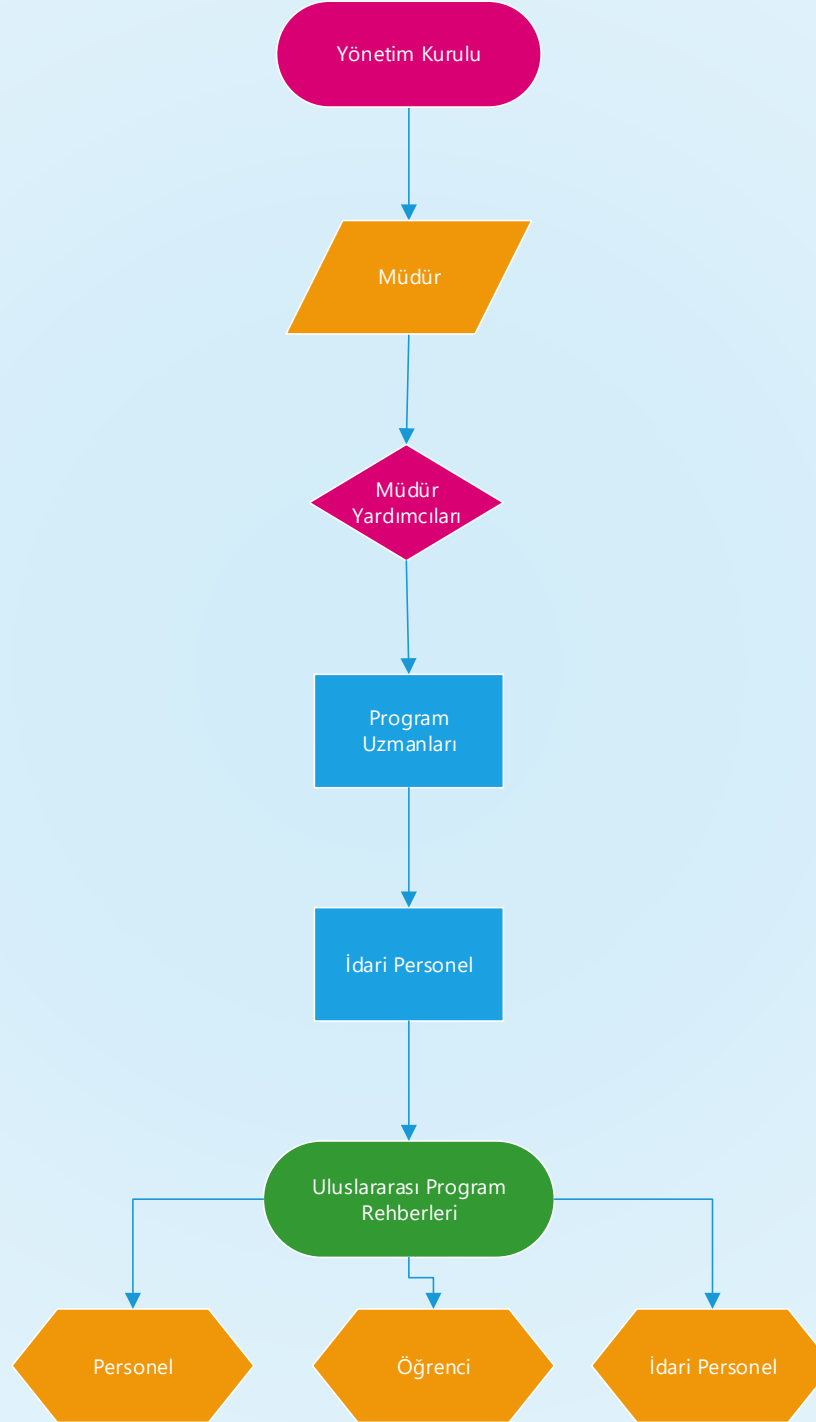 Yönetim Kurulu
Müdür
Müdür
Yardımcıları
Program
Uzmanları
İdari Personel
Uluslararası Program
Rehberleri
Personel
Öğrenci
İdari Personel